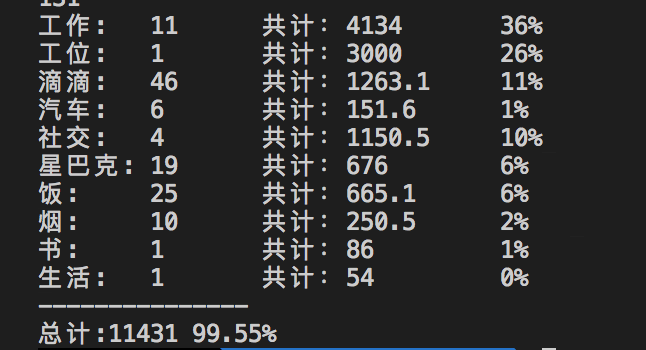 工作: 11 共计: 4134 36%
工位: 1 共计: 3000 26%
滴滴: 46 共计: 1263.1 11%
汽车: 6 共计: 151.6 1%
社交: 4 共计: 1150.5 10%
星巴克: 19 共计: 676 6%
饭: 25 共计: 665.1 6%
烟: 10 共计: 250.5 2%
书: 1 共计: 86 1%
生活: 1 共计: 54 0%
———————————————
总计:11431 99.55%